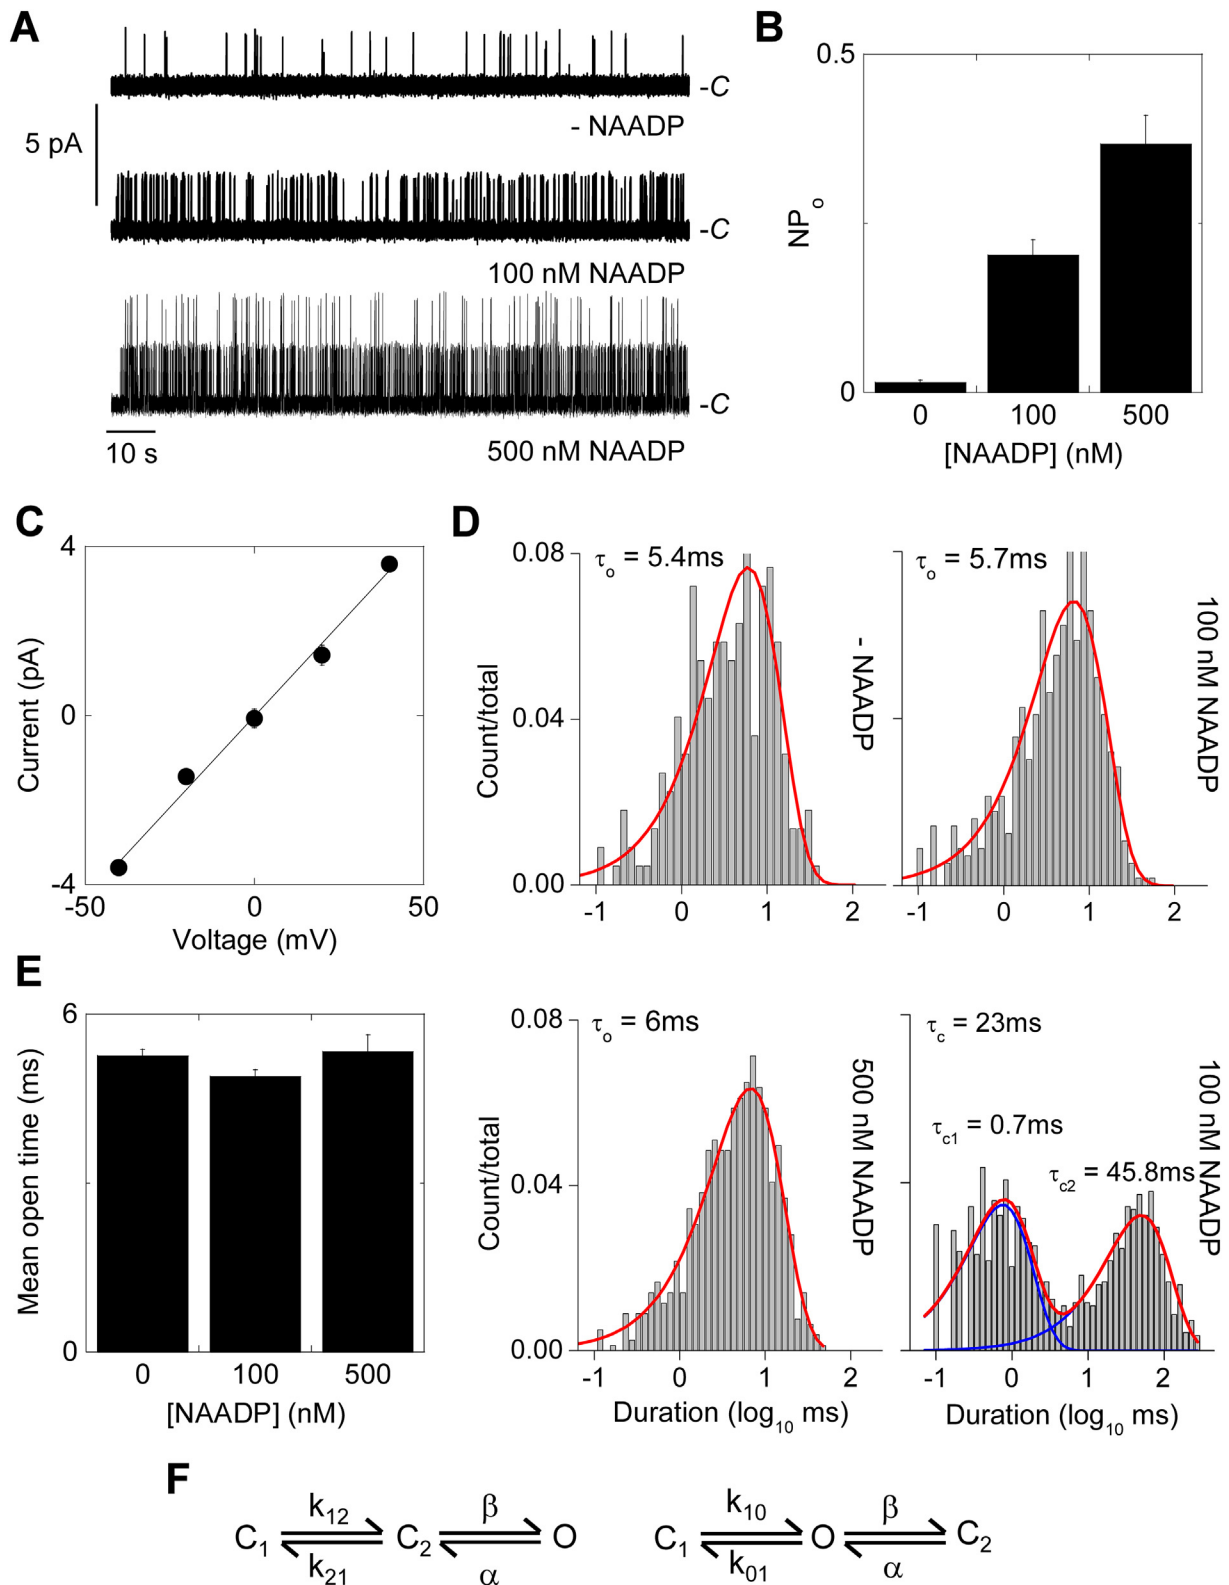 A
-C
- NAADP
5 pA
-C
100 nM NAADP
-C
10 s
500 nM NAADP
B
0.5
NPo
0
0 100 500
[NAADP] (nM)
C
4
Current (pA)
0
-4
-50 0 50
Voltage (mV)
D
0.08
τo = 5.4ms
Count/total
0.04
- NAADP
0.00
-1 0 1 2
τo = 5.7ms
100 nM NAADP
-1 0 1 2
E
6
Mean open time (ms)
0
0 100 500
[NAADP] (nM)
0.08
τo = 6ms
Count/total
0.04
500 nM NAADP
0.00
-1 0 1 2
Duration (log10 ms)
τc = 23ms
τc1 = 0.7ms
τc2 = 45.8ms
100 nM NAADP
-1 0 1 2
Duration (log10 ms)
F
k12 β
C1 C2 O
k21 α
k10 β
C1 O C2
k01 α